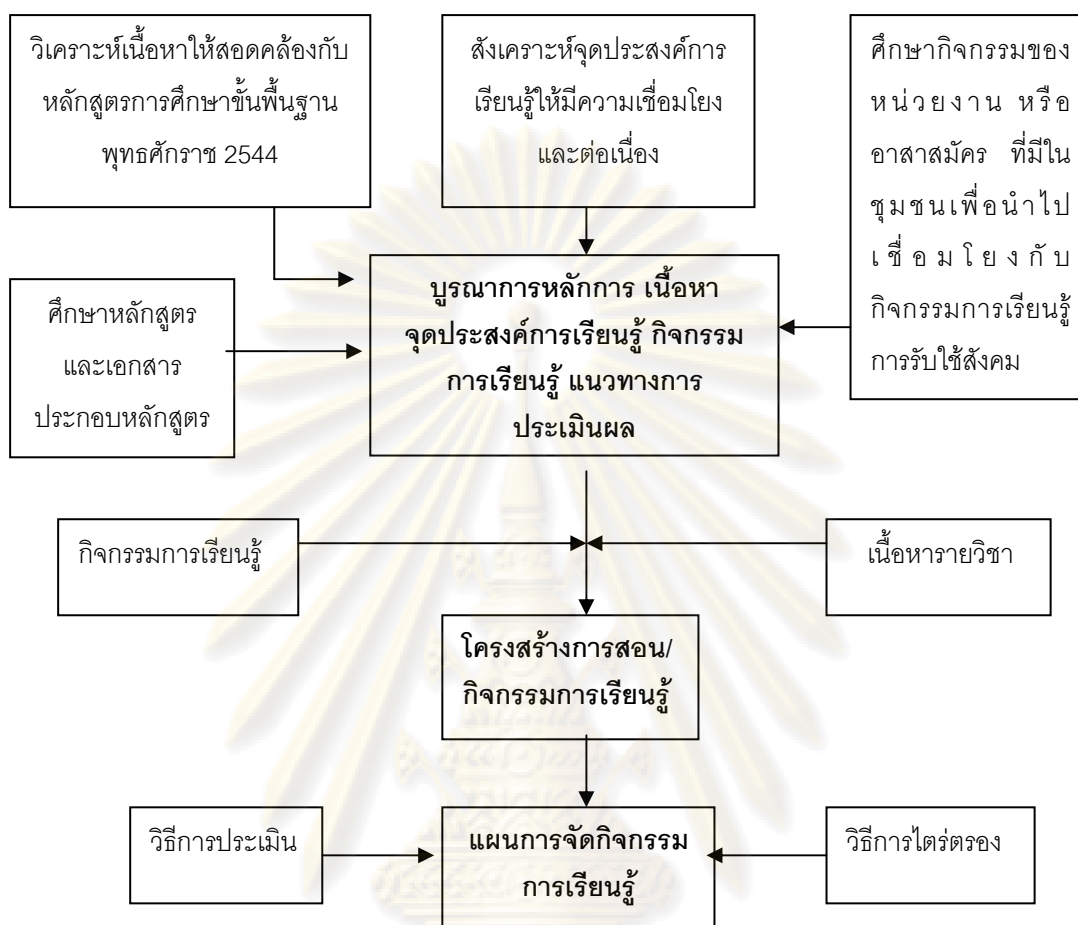 วิเคราะห์เนื้อหาให้สอดคล้องกับ
หลักสูตรการศึกษาขั้นพื้นฐาน
พุทธศักราช 2544
สังเคราะห์จุดประสงค์การ
เรียนรู้ให้มีความเชื่อมโยง
และต่อเนื่อง
ศึกษากิจกรรมของ
หน่วยงาน หรือ
อาสาสมัคร ที่มีใน
ชุมชนเพื่อนำไป
เชื่อมโยงกับ
กิจกรรมการเรียนรู้
การรับใช้สังคม
ศึกษาหลักสูตร
และเอกสาร
ประกอบหลักสูตร
บูรณาการหลักการ เนื้อหา
จุดประสงค์การเรียนรู้ กิจกรรม
การเรียนรู้ แนวทางการ
ประเมินผล
กิจกรรมการเรียนรู้
เนื้อหารายวิชา
โครงสร้างการสอน/
กิจกรรมการเรียนรู้
วิธีการประเมิน
แผนการจัดกิจกรรม
การเรียนรู้
วิธีการไตร่ตรอง